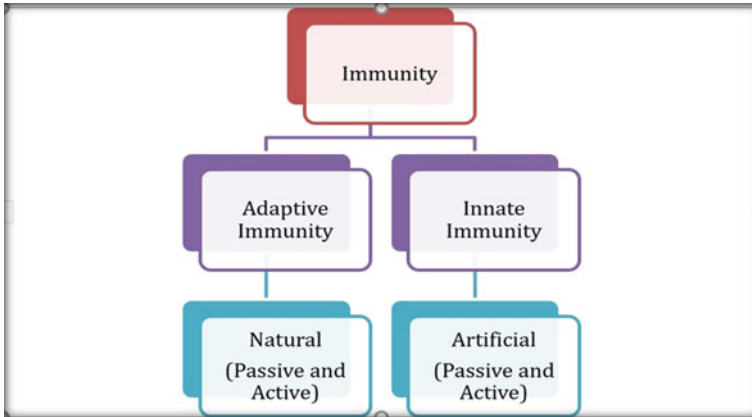 Immunity
Adaptive
Immunity
Innate
Immunity
Natural
(Passive and
Active)
Artificial
(Passive and
Active)